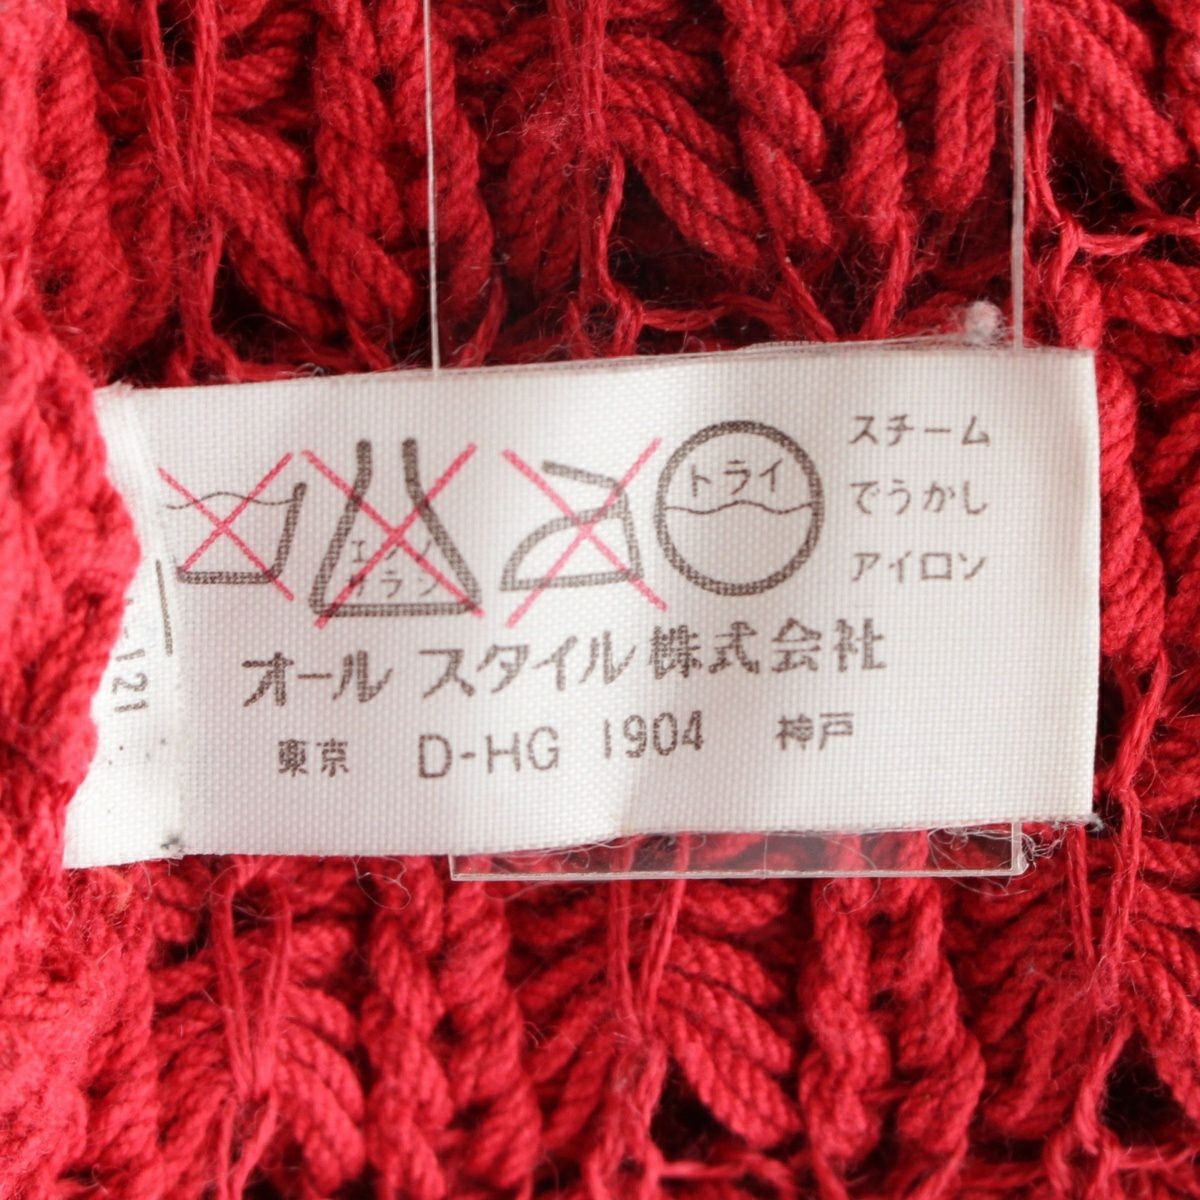 スチーム
でうかし
アイロン
ドライ
エンソ
サラシ
オール スタイル 株式会社
東京 D-HG 1904 神戸
121